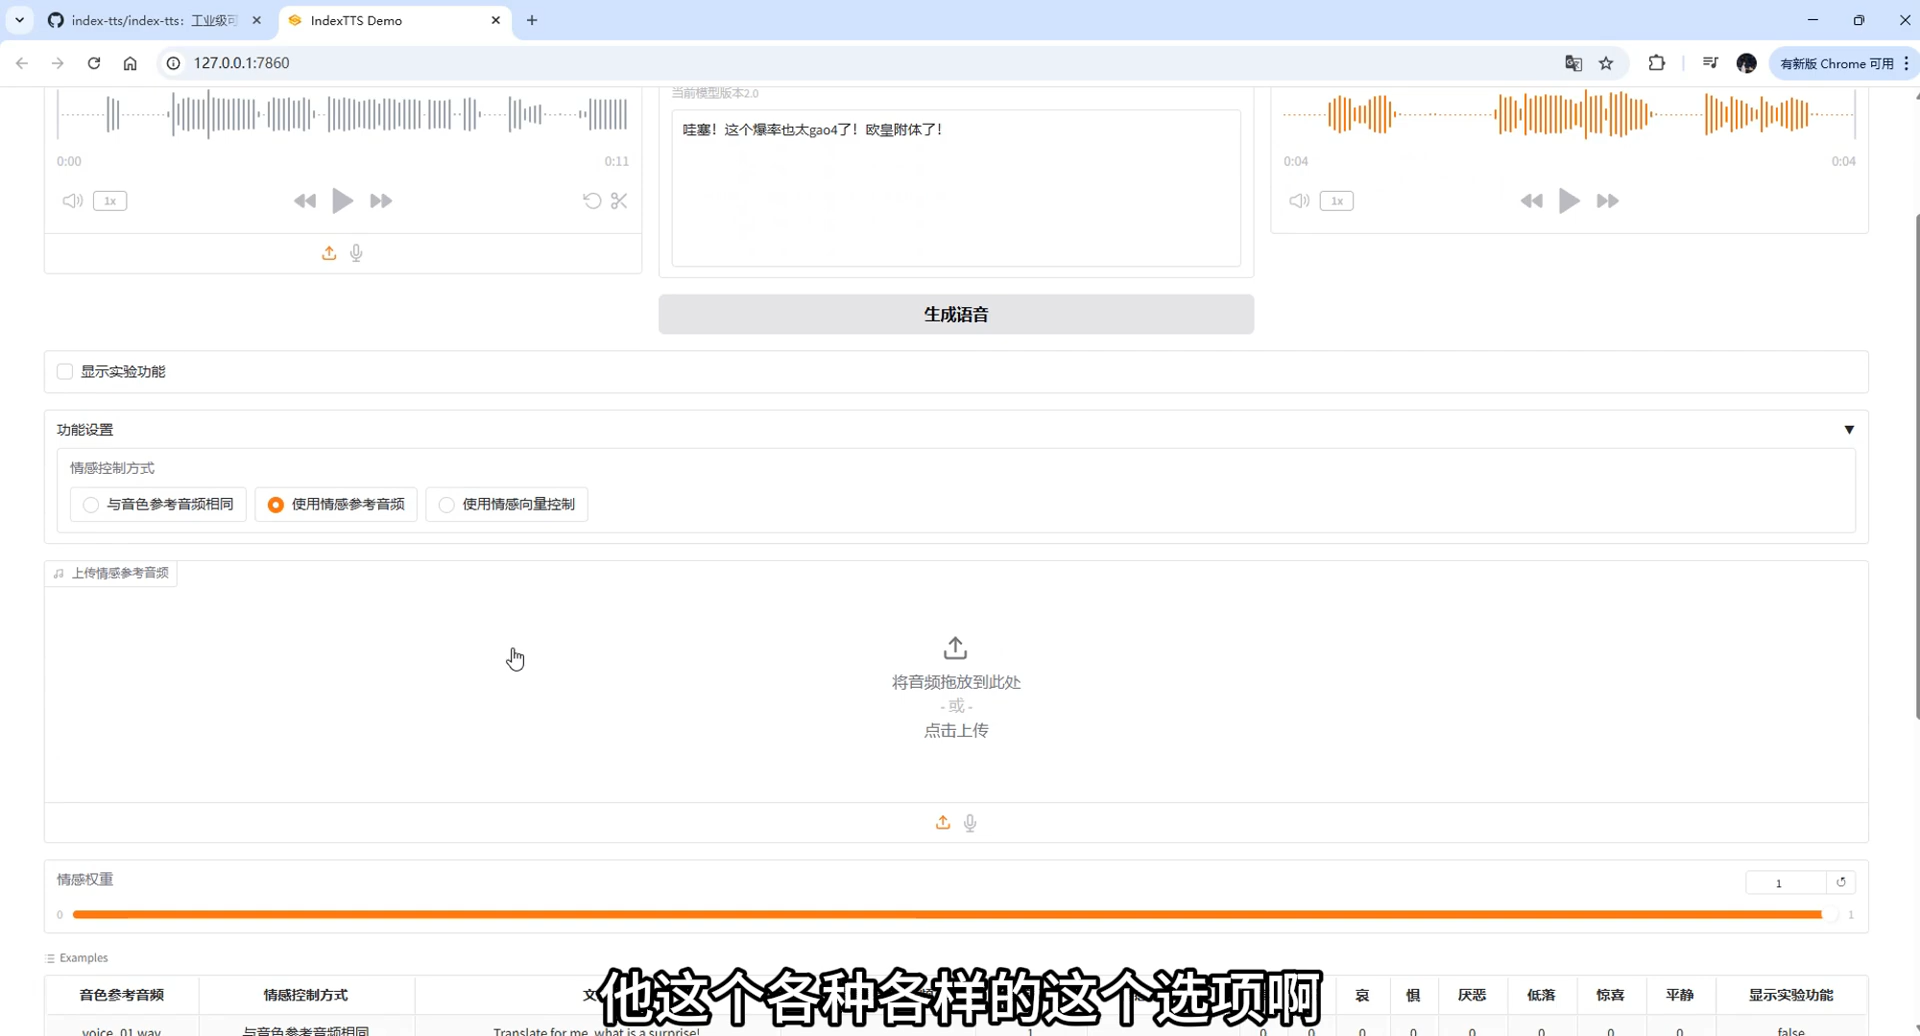 index-tts/index-tts: 工业级可
IndexTTS Demo
127.0.0.1:7860
有新版 Chrome 可用
当前模型版本2.0
哇塞！这个爆率也太gao4了！欧皇附体了！
0:00
0:11
0:04
0:04
1x
1x
生成语音
显示实验功能
功能设置
情感控制方式
与音色参考音频相同
使用情感参考音频
使用情感向量控制
上传情感参考音频
将音频拖放到此处
- 或 -
点击上传
情感权重
1
0
1
Examples
音色参考音频 情感控制方式 文 哀 惧 厌恶 低落 惊喜 平静 显示实验功能
他这个各种各样的这个选项啊
voice_01.wav 与音色参考音频相同 Translate for me, what is a surprise! 1 0 0 0 0 0 0 0 0 false